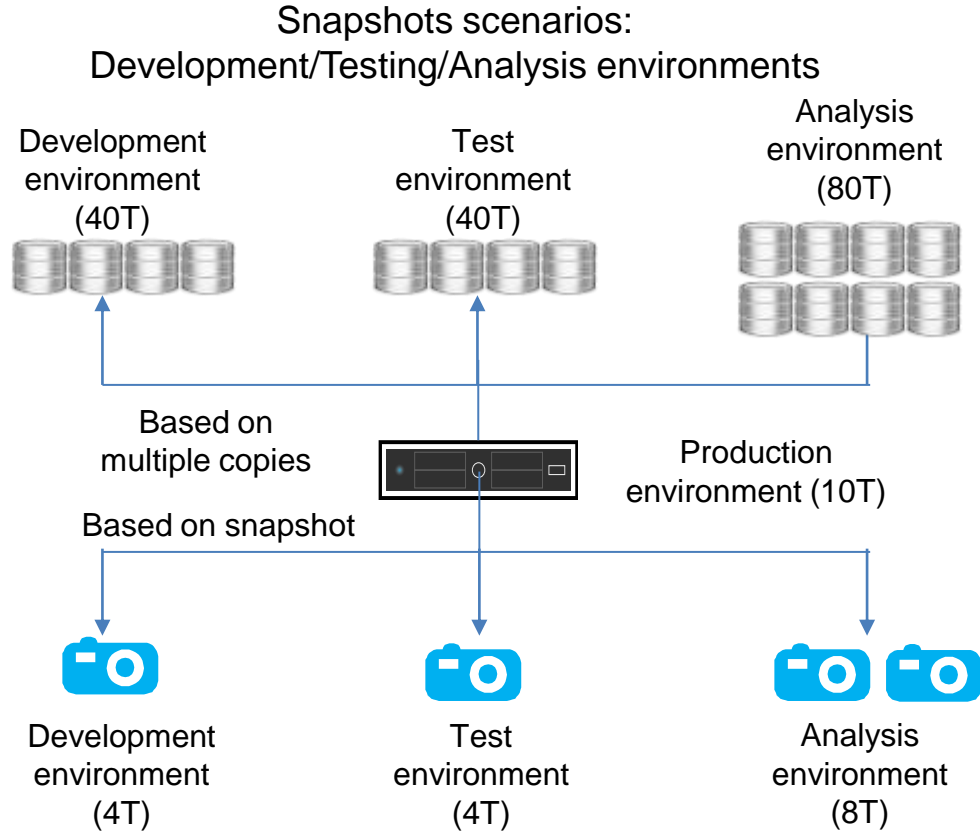 Snapshots scenarios:
Development/Testing/Analysis environments
Development
environment
(40T)
Test
environment
(40T)
Analysis
environment
(80T)
Based on
multiple copies
Production
environment (10T)
Based on snapshot
Development
environment
(4T)
Test
environment
(4T)
Analysis
environment
(8T)